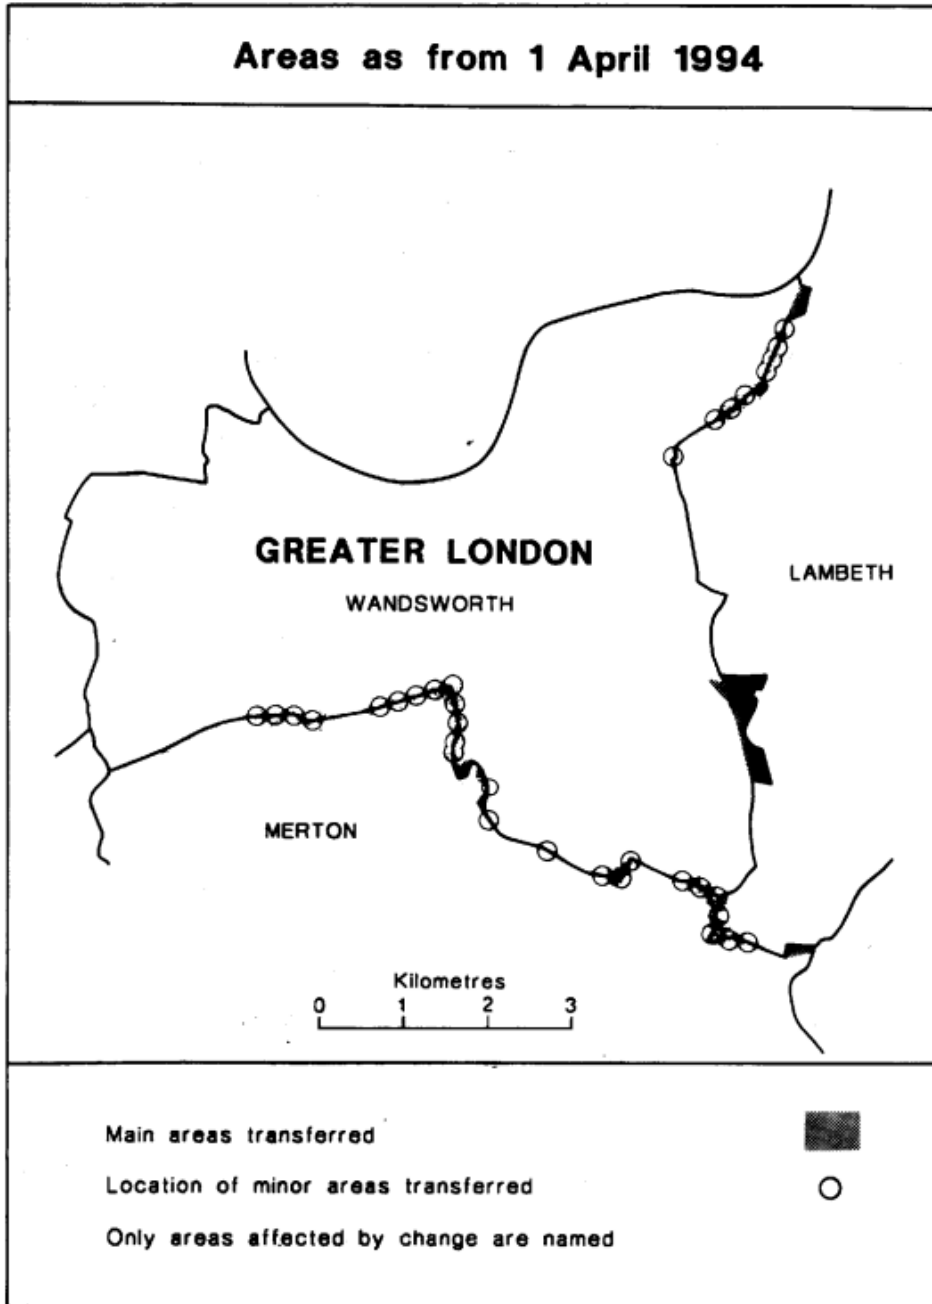 Areas as from 1 April 1994
GREATER LONDON
WANDSWORTH
LAMBETH
MERTON
Kilometres
0 1 2 3
Main areas transferred
Location of minor areas transferred
Only areas affected by change are named